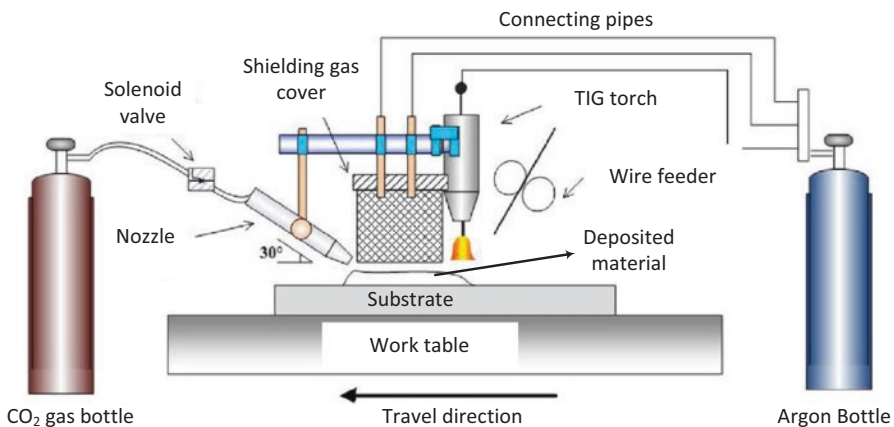 Connecting pipes
Shielding gas
cover
Solenoid
valve
TIG torch
Wire feeder
Nozzle
30°
Deposited
material
Substrate
Work table
CO₂ gas bottle
Travel direction
Argon Bottle